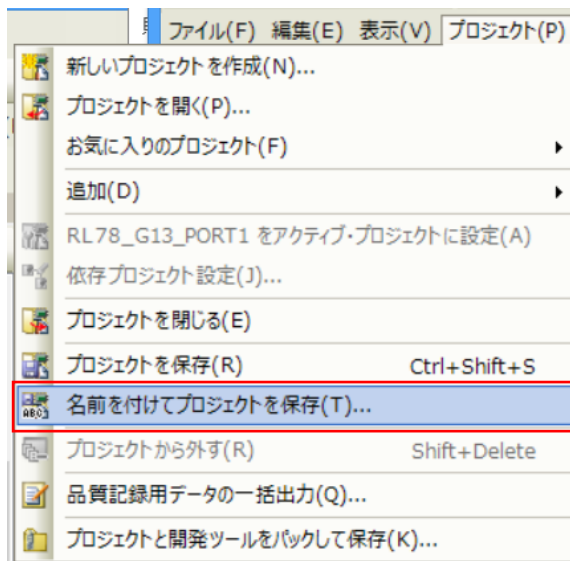 ファイル(F) 編集(E) 表示(V) プロジェクト(P)
新しいプロジェクトを作成(N)...
プロジェクトを開く(P)...
お気に入りのプロジェクト(F)
追加(D)
RL78_G13_PORT1 をアクティブ・プロジェクトに設定(A)
依存プロジェクト設定(J)...
プロジェクトを閉じる(E)
プロジェクトを保存(R) Ctrl+Shift+S
名前を付けてプロジェクトを保存(T)...
プロジェクトから外す(R) Shift+Delete
品質記録用データの一括出力(Q)...
プロジェクトと開発ツールをパックして保存(K)...